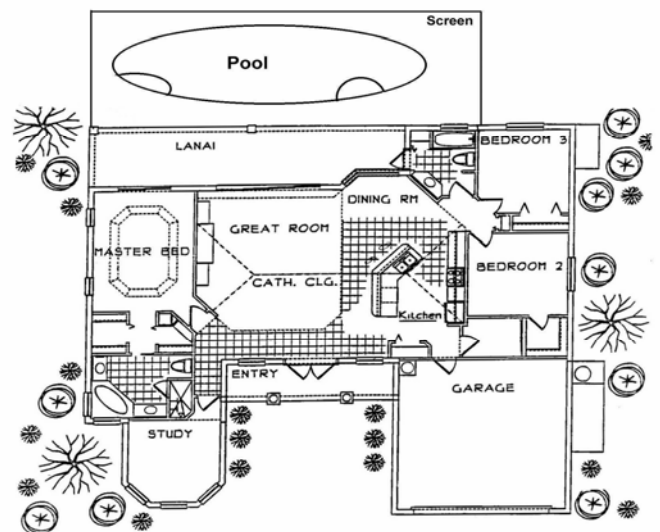 Screen
Pool
LANAI
BEDROOM 3
DINING RM
GREAT ROOM
MASTER BED
CATH. CLG.
BEDROOM 2
Kitchen
ENTRY
GARAGE
STUDY